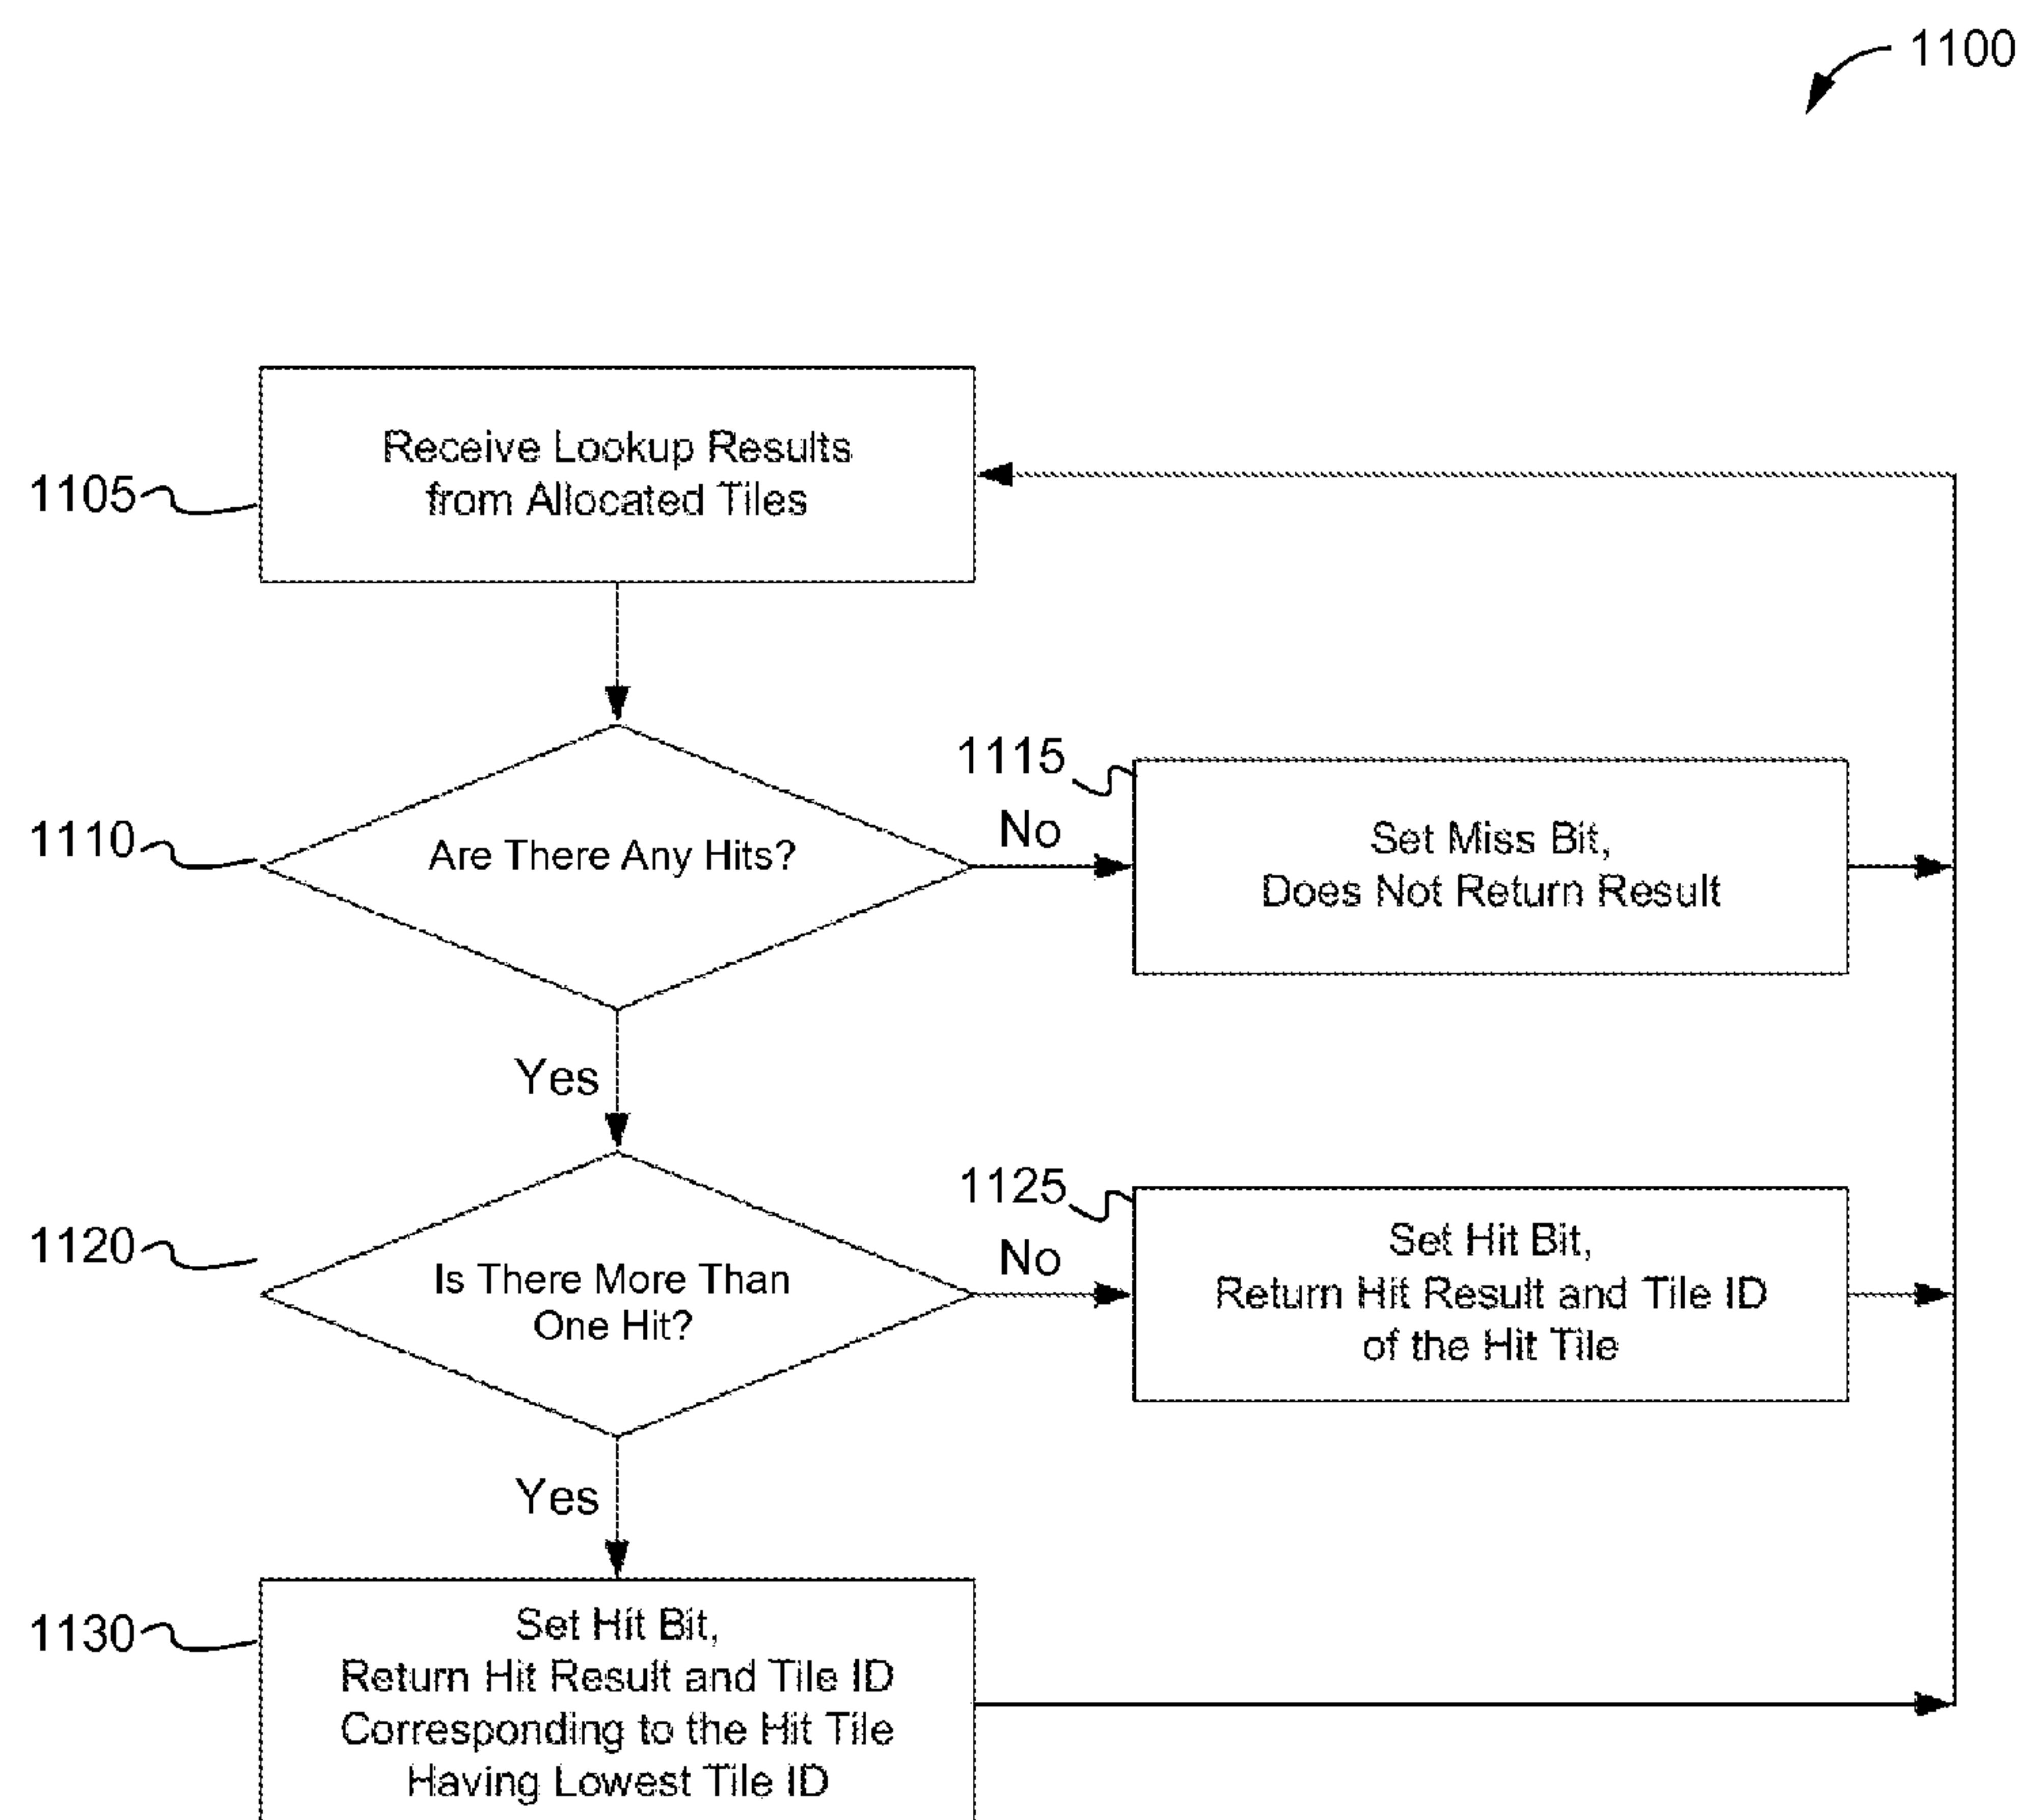 1100
Receive Lookup Results
from Allocated Tiles
1105
1110
Are There Any Hits?
No
1115
Set Miss Bit,
Does Not Return Result
Yes
1120
Is There More Than
One Hit?
No
1125
Set Hit Bit,
Return Hit Result and Tile ID
of the Hit Tile
Yes
1130
Set Hit Bit,
Return Hit Result and Tile ID
Corresponding to the Hit Tile
Having Lowest Tile ID